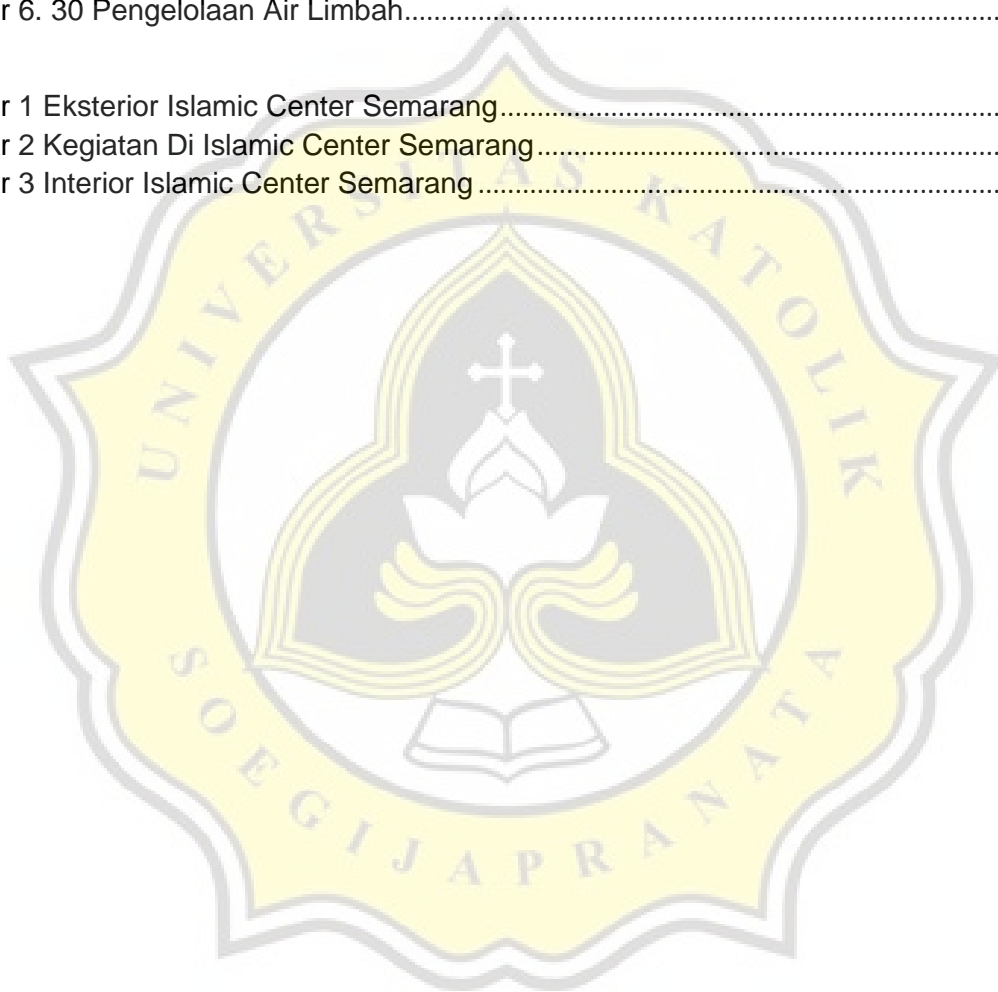 r 6. 30 Pengelolaan Air Limbah
r 1 Eksterior Islamic Center Semarang
r 2 Kegiatan Di Islamic Center Semarang
r 3 Interior Islamic Center Semarang
UNIVERSITAS KATOLIK
SOEGIJAPRANATA